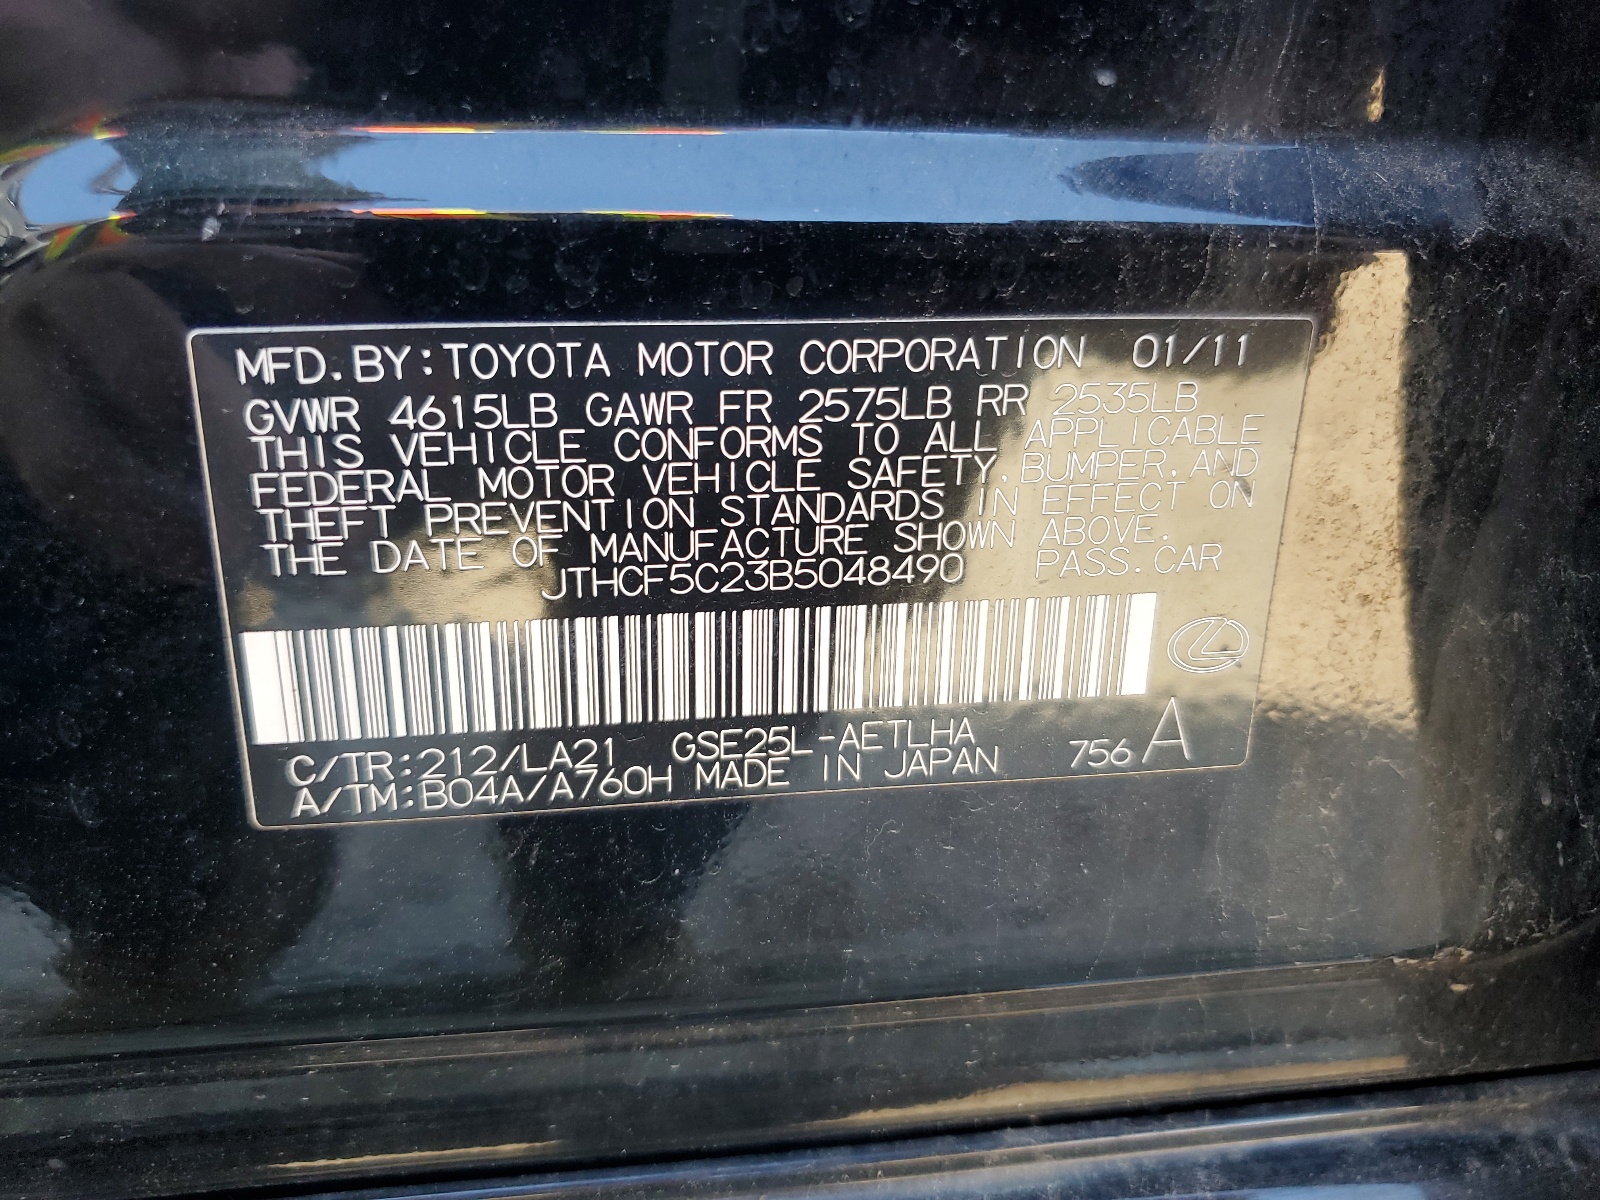 MFD.BY:TOYOTA MOTOR CORPORATION 01/11
GVWR 4615LB GAWR FR 2575LB RR 2535LB
THIS VEHICLE CONFORMS TO ALL APPLICABLE
FEDERAL MOTOR VEHICLE SAFETY,BUMPER,AND
THEFT PREVENTION STANDARDS IN EFFECT ON
THE DATE OF MANUFACTURE SHOWN ABOVE.
JTHCF5C23B5048490 PASS.CAR
C/TR:212/LA21 GSE25L-AETLHA
A/TM:B04A/A760H MADE IN JAPAN 756 A